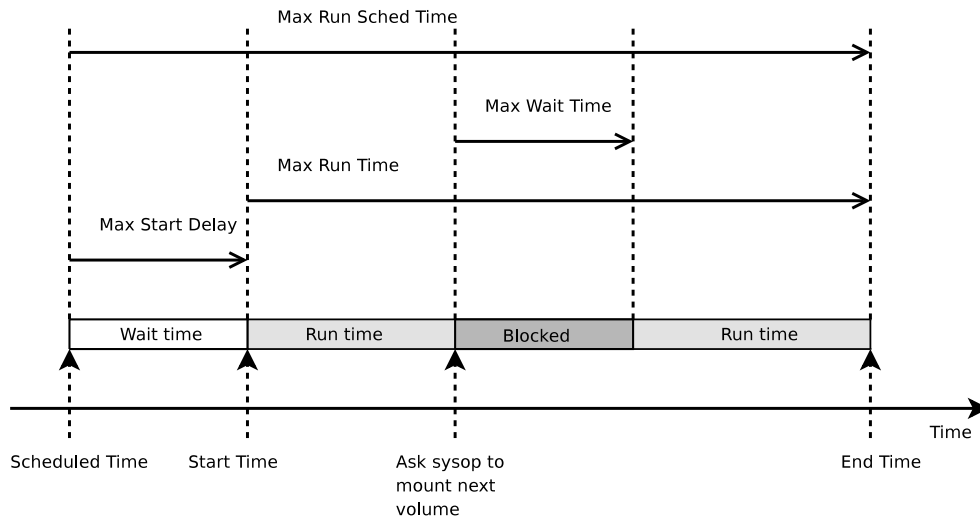 Max Run Sched Time
Max Wait Time
Max Run Time
Max Start Delay
Wait time
Run time
Blocked
Run time
Time
Scheduled Time
Start Time
Ask sysop to
mount next
volume
End Time